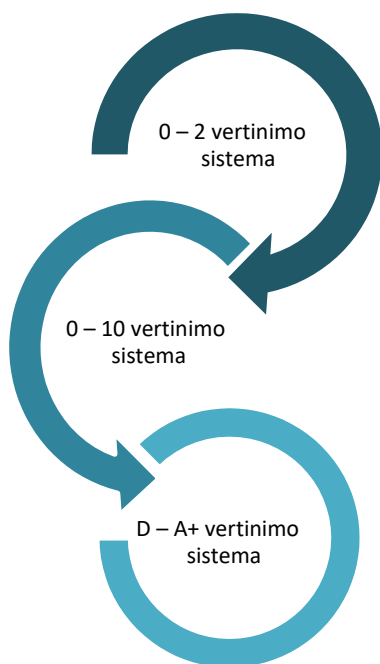 0 – 2 vertinimo
sistema
0 – 10 vertinimo
sistema
D – A+ vertinimo
sistema